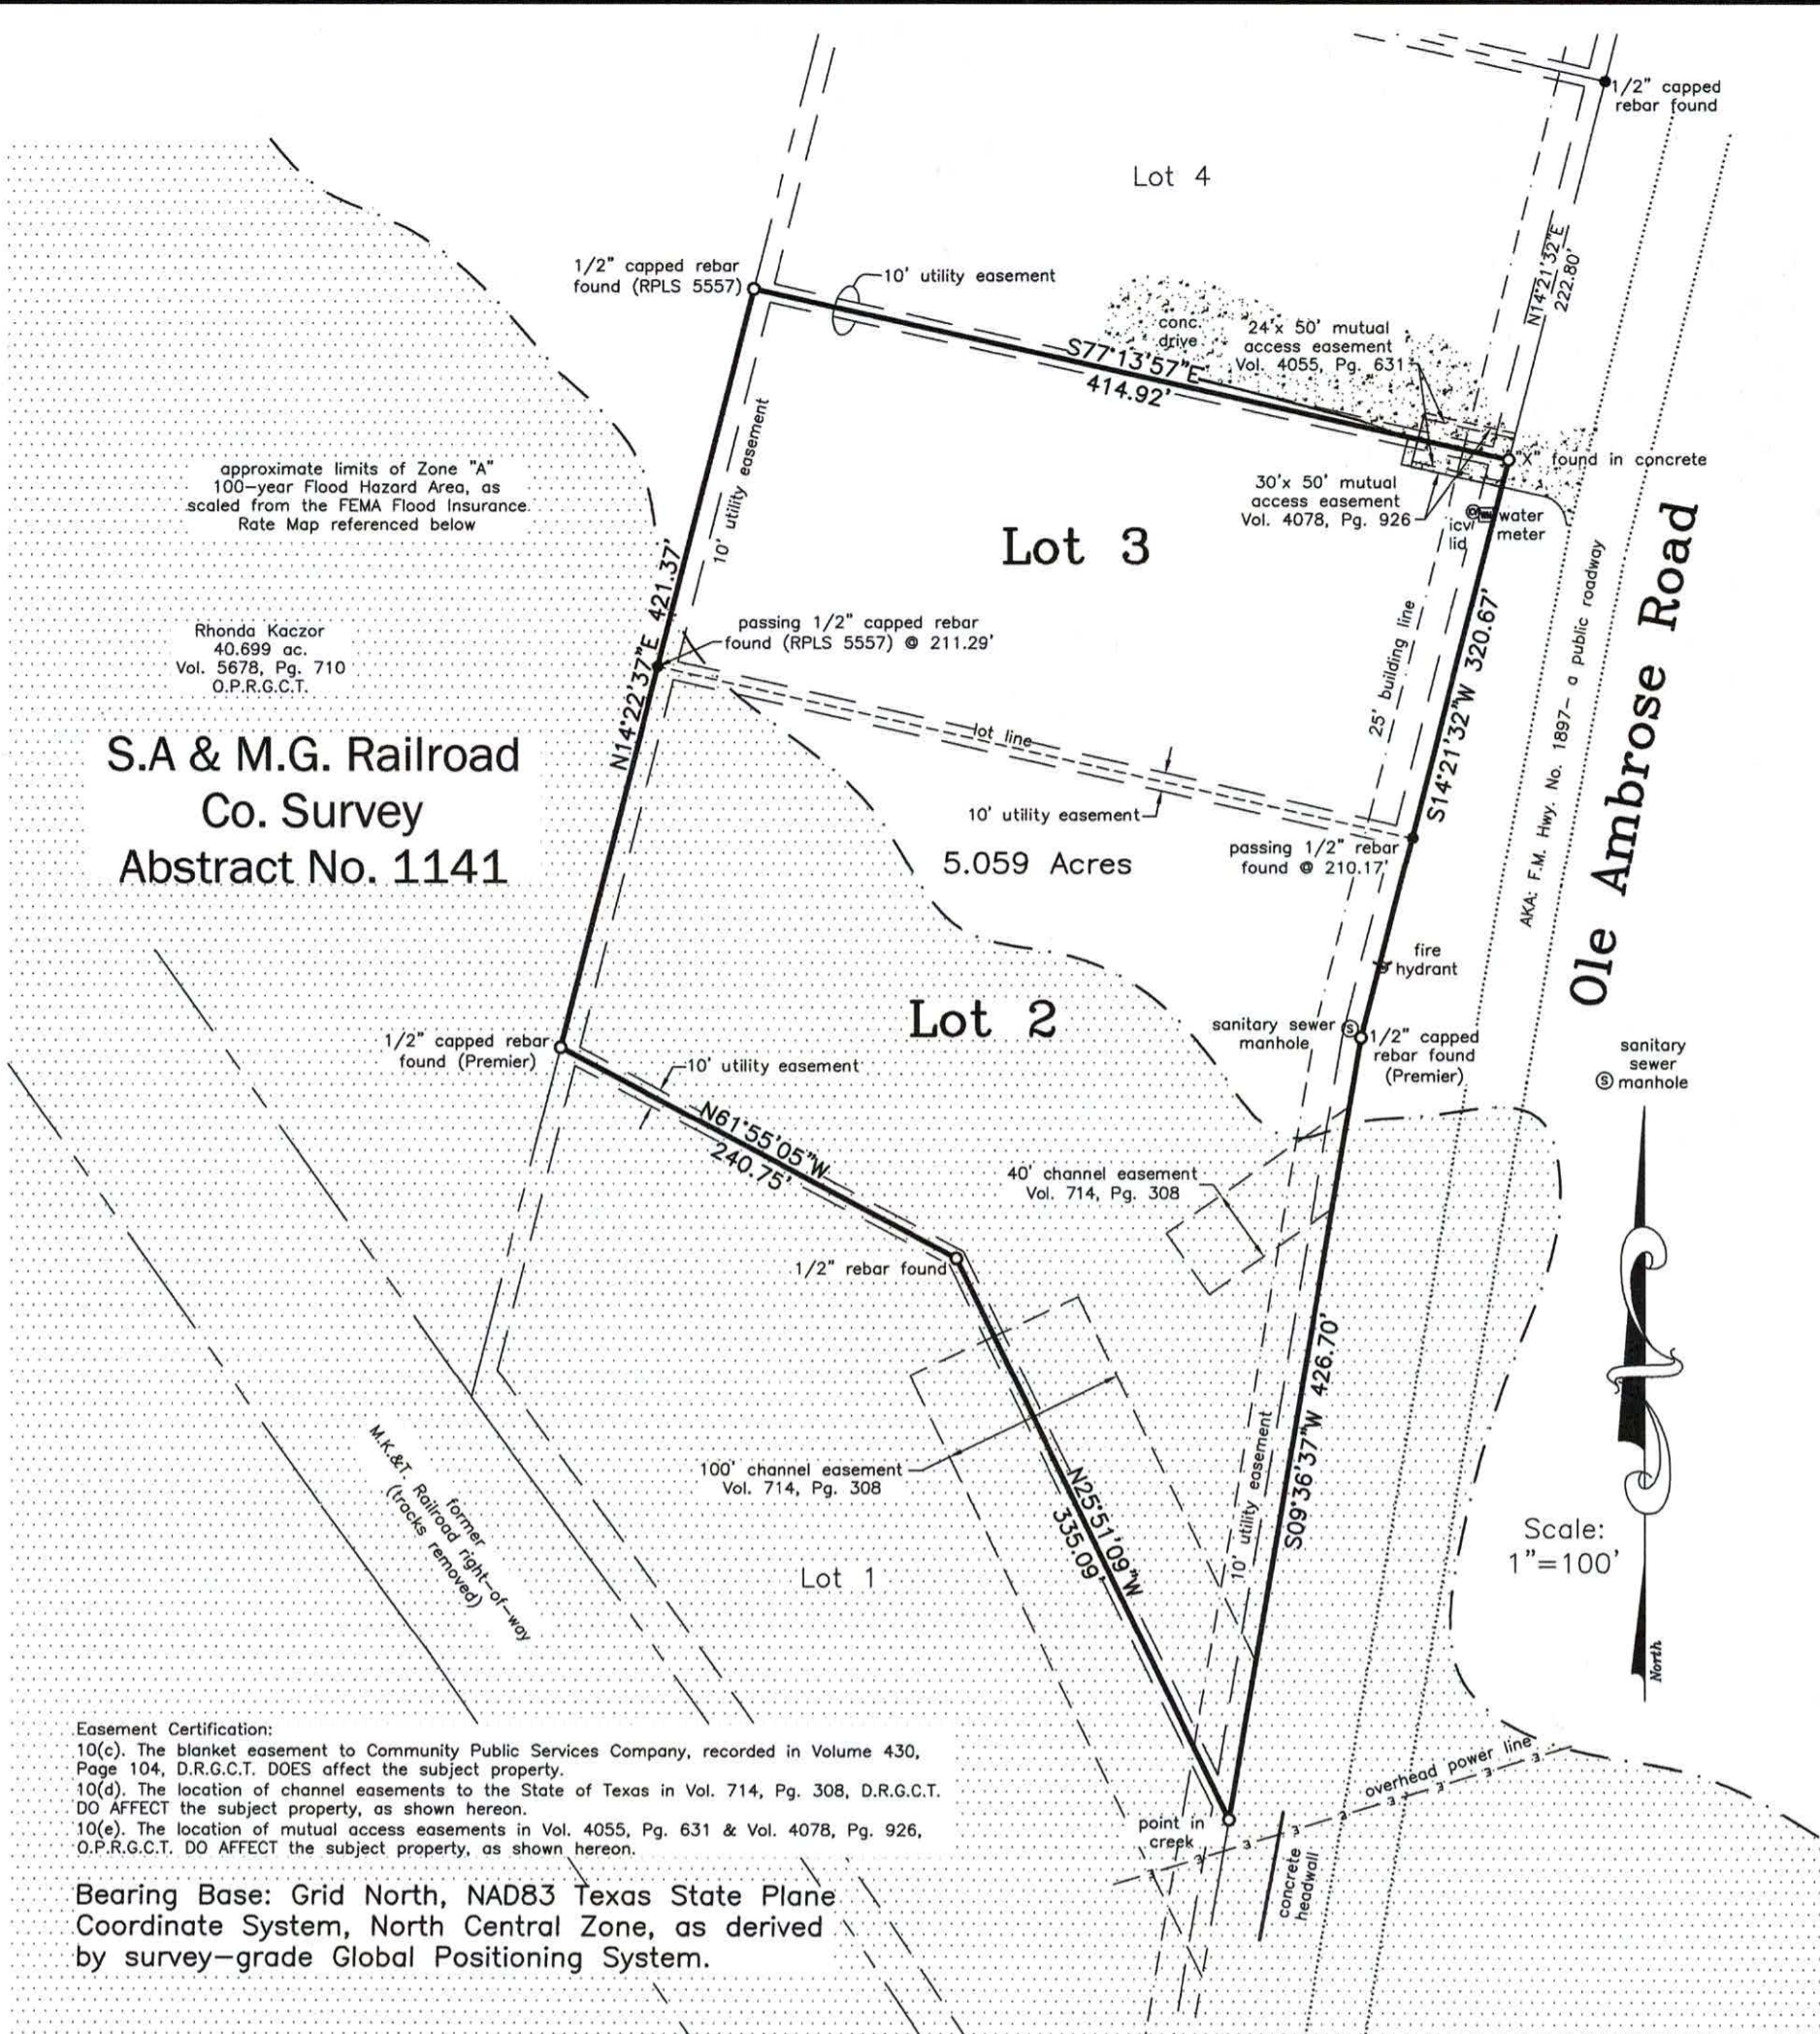 1/2" capped
rebar found
Lot 4
N14°21'32"E
222.80'
1/2" capped rebar
found (RPLS 5557)
10' utility easement
conc.
drive
24'x 50' mutual
access easement
Vol. 4055, Pg. 631
S77°13'57"E
414.92'
"X" found in concrete
30'x 50' mutual
access easement
Vol. 4078, Pg. 926
icv
lid
water
meter
10' utility easement
approximate limits of Zone "A"
100-year Flood Hazard Area, as
scaled from the FEMA Flood Insurance
Rate Map referenced below
Lot 3
N14°22'37"E 421.37'
Rhonda Kaczor
40.699 ac.
Vol. 5678, Pg. 710
O.P.R.G.C.T.
passing 1/2" capped rebar
found (RPLS 5557) @ 211.29'
25' building line
S14°21'32"W 320.67'
AKA: F.M. Hwy. No. 1897- a public roadway
Ole Ambrose Road
S.A & M.G. Railroad
Co. Survey
Abstract No. 1141
lot line
10' utility easement
5.059 Acres
passing 1/2" rebar
found @ 210.17'
fire
hydrant
Lot 2
sanitary sewer
manhole
S
1/2" capped
rebar found
(Premier)
sanitary
sewer
S manhole
1/2" capped rebar
found (Premier)
10' utility easement
N61°55'05"W
240.75'
40' channel easement
Vol. 714, Pg. 308
1/2" rebar found
100' channel easement
Vol. 714, Pg. 308
N25°51'09"W
335.09'
10' utility easement
S09°36'37"W 426.70'
former
M.K.&T. Railroad right-of-way
(tracks removed)
Lot 1
Scale:
1"=100'
North
Easement Certification:
10(c). The blanket easement to Community Public Services Company, recorded in Volume 430,
Page 104, D.R.G.C.T. DOES affect the subject property.
10(d). The location of channel easements to the State of Texas in Vol. 714, Pg. 308, D.R.G.C.T.
DO AFFECT the subject property, as shown hereon.
10(e). The location of mutual access easements in Vol. 4055, Pg. 631 & Vol. 4078, Pg. 926,
O.P.R.G.C.T. DO AFFECT the subject property, as shown hereon.
overhead power line
point in
creek
concrete
headwall
Bearing Base: Grid North, NAD83 Texas State Plane
Coordinate System, North Central Zone, as derived
by survey-grade Global Positioning System.